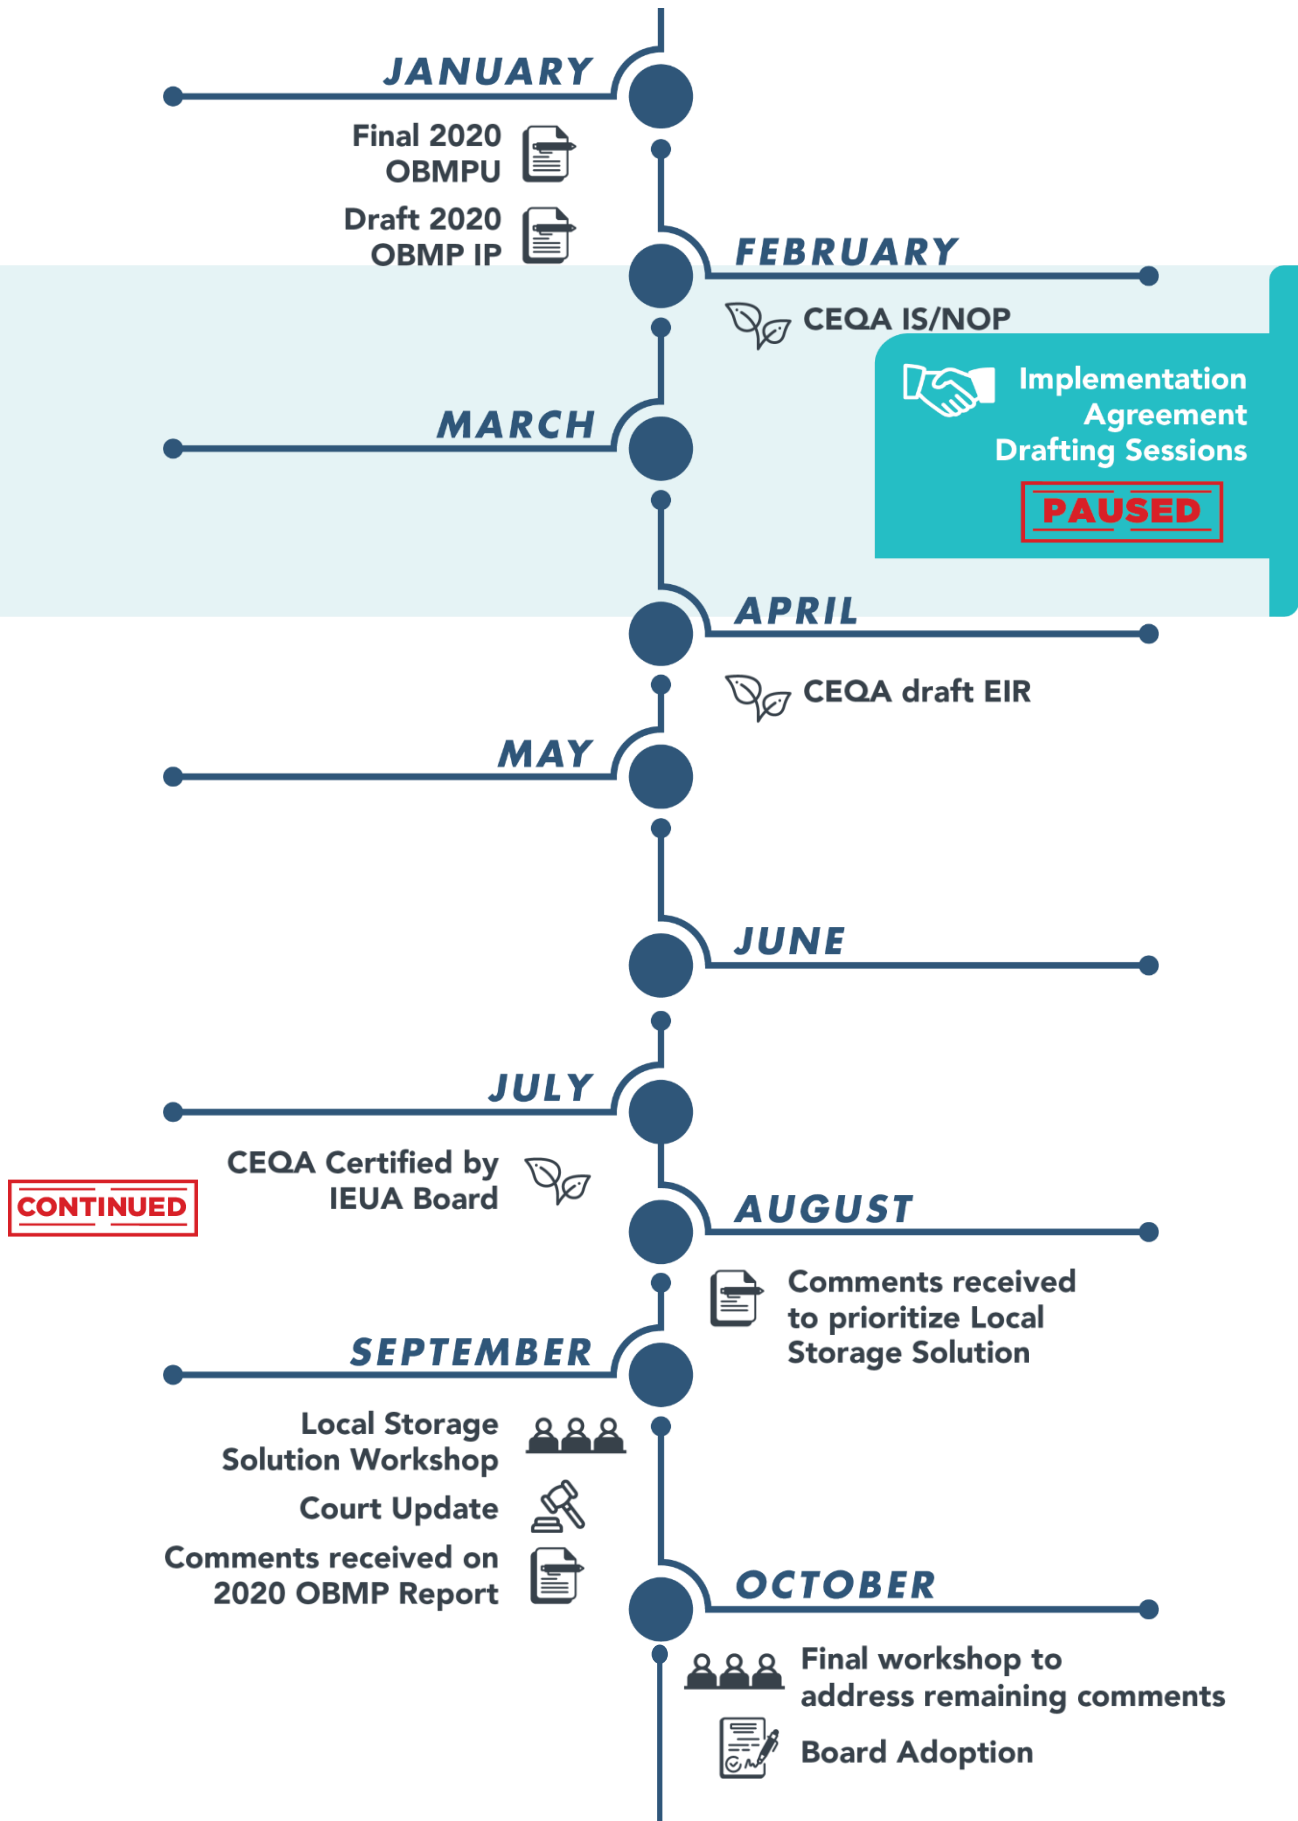 JANUARY
Final 2020
OBMPU
Draft 2020
OBMP IP
FEBRUARY
CEQA IS/NOP
Implementation
Agreement
Drafting Sessions
PAUSED
MARCH
APRIL
CEQA draft EIR
MAY
JUNE
JULY
CEQA Certified by
IEUA Board
CONTINUED
AUGUST
Comments received
to prioritize Local
Storage Solution
SEPTEMBER
Local Storage
Solution Workshop
Court Update
Comments received on
2020 OBMP Report
OCTOBER
Final workshop to
address remaining comments
Board Adoption